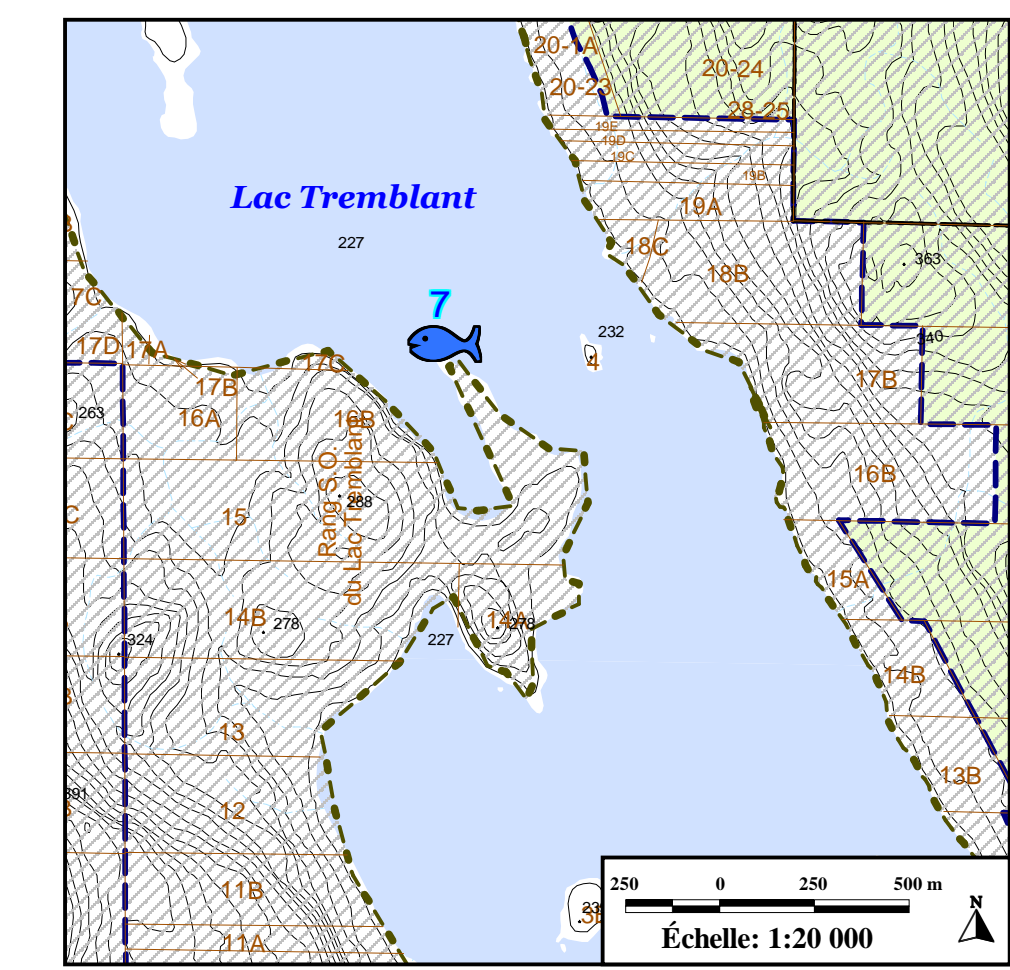 20-1A
20-24
20-23
28-25
19E
19D
19C
19B
Lac Tremblant
19A
227
18C
363
18B
7C
7
232
340
17D
17A
17C
4
17B
17B
263
16A
16B
16B
288
C
15
Rang S.O.
du Lac Tremblant
15A
14B
278
14A
278
324
227
14B
13
13B
391
12
11B
11A
250 0 250 500 m
N
Échelle: 1:20 000